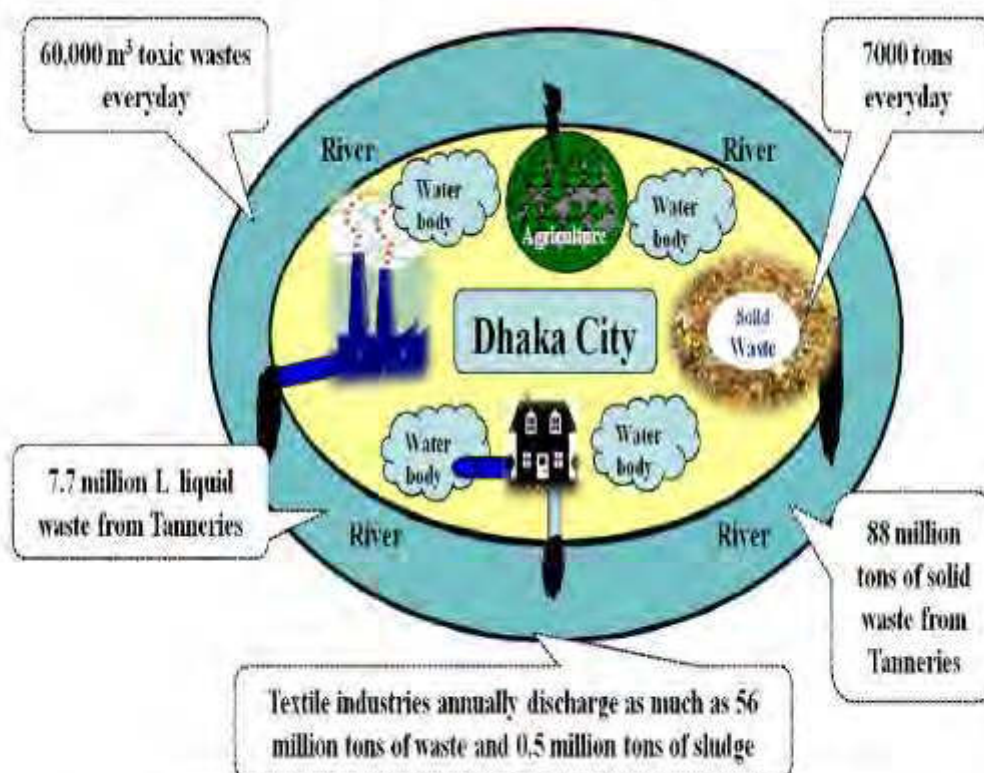 60,000 m³ toxic wastes
everyday
7000 tons
everyday
River
River
Water
body
Agriculture
Water
body
Dhaka City
Solid
Waste
Water
body
Water
body
7.7 million L liquid
waste from Tanneries
River
River
88 million
tons of solid
waste from
Tanneries
Textile industries annually discharge as much as 56
million tons of waste and 0.5 million tons of sludge